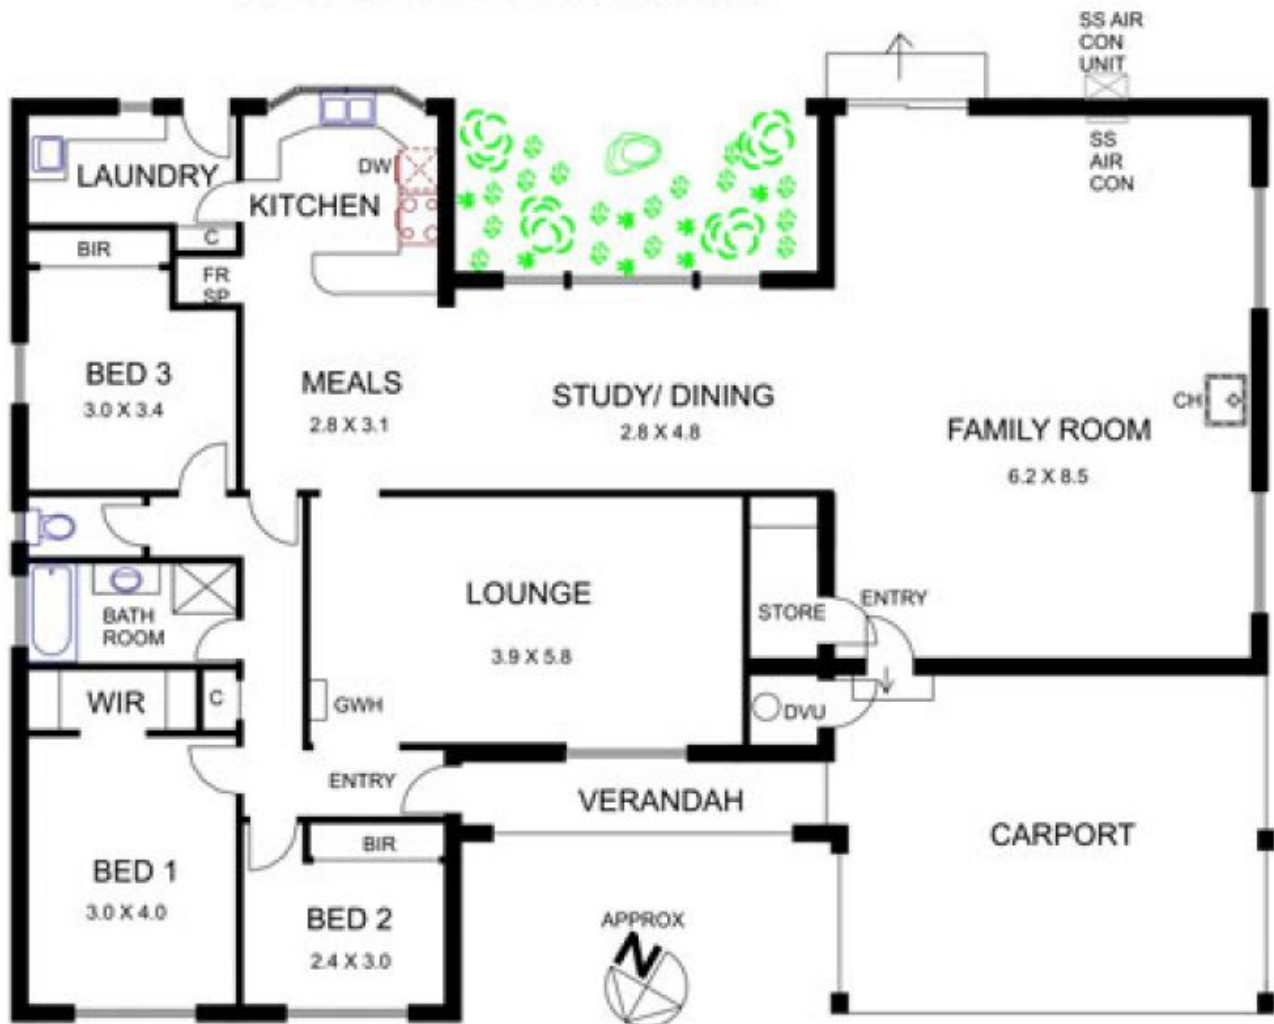 SS AIR
CON
UNIT
SS
AIR
CON
LAUNDRY
DW
KITCHEN
C
BIR
FR
SP
BED 3
3.0 X 3.4
MEALS
2.8 X 3.1
STUDY/ DINING
2.8 X 4.8
CH
FAMILY ROOM
6.2 X 8.5
BATH
ROOM
LOUNGE
3.9 X 5.8
STORE
ENTRY
WIR
C
GWH
DVU
ENTRY
VERANDAH
CARPORT
BIR
BED 1
3.0 X 4.0
BED 2
2.4 X 3.0
APPROX
N